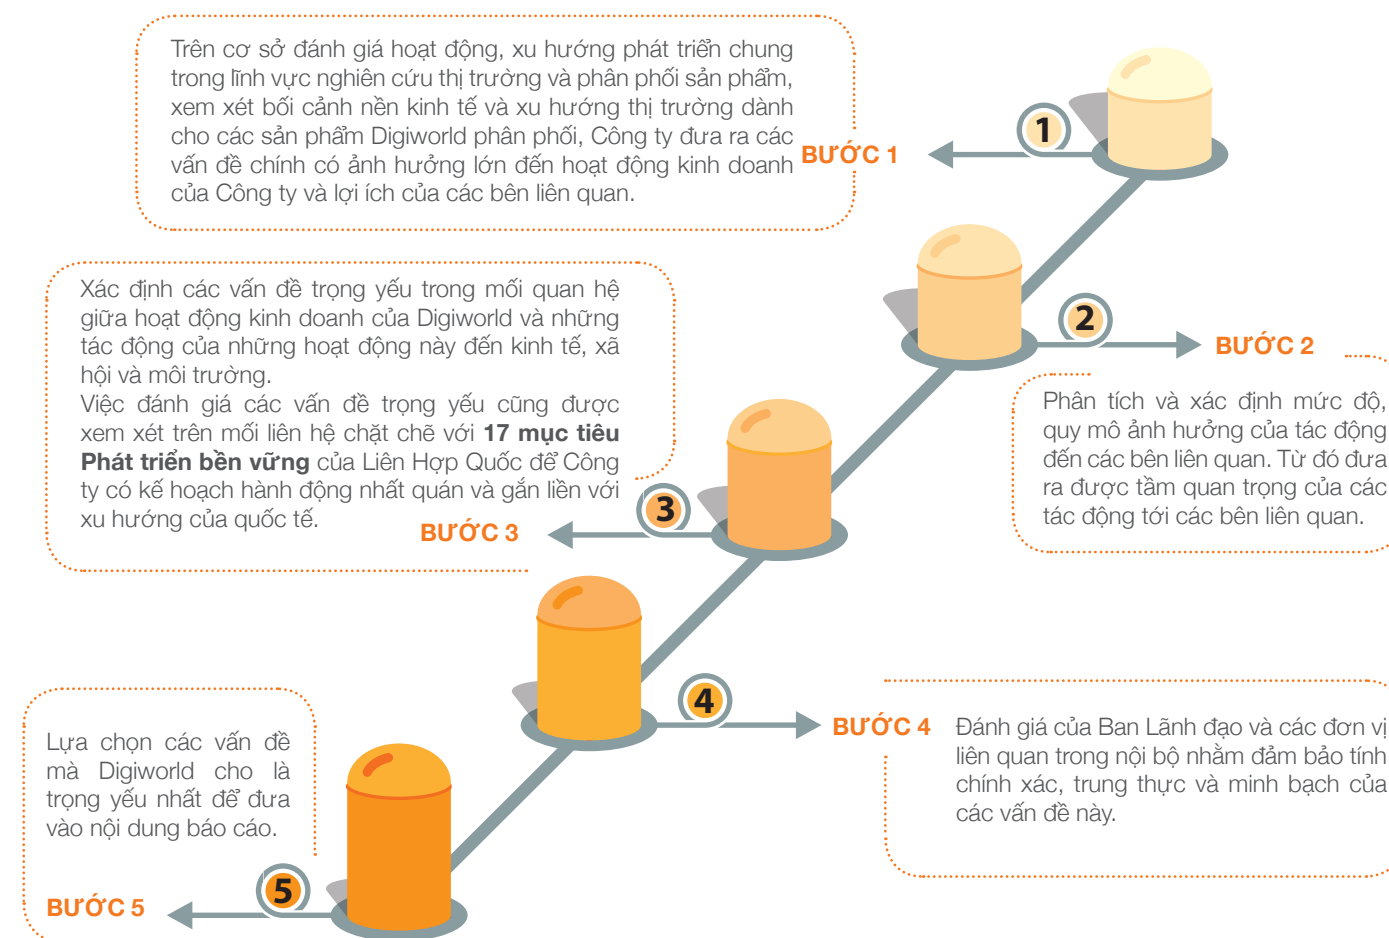 Trên cơ sở đánh giá hoạt động, xu hướng phát triển chung
trong lĩnh vực nghiên cứu thị trường và phân phối sản phẩm,
xem xét bối cảnh nền kinh tế và xu hướng thị trường dành
cho các sản phẩm Digiworld phân phối, Công ty đưa ra các
vấn đề chính có ảnh hưởng lớn đến hoạt động kinh doanh
của Công ty và lợi ích của các bên liên quan.
BƯỚC 1
1
2
BƯỚC 2
Phân tích và xác định mức độ,
quy mô ảnh hưởng của tác động
đến các bên liên quan. Từ đó đưa
ra được tầm quan trọng của các
tác động tới các bên liên quan.
Xác định các vấn đề trọng yếu trong mối quan hệ
giữa hoạt động kinh doanh của Digiworld và những
tác động của những hoạt động này đến kinh tế, xã
hội và môi trường.
Việc đánh giá các vấn đề trọng yếu cũng được
xem xét trên mối liên hệ chặt chẽ với 17 mục tiêu
Phát triển bền vững của Liên Hợp Quốc để Công
ty có kế hoạch hành động nhất quán và gắn liền với
xu hướng của quốc tế.
BƯỚC 3
3
4
BƯỚC 4
Đánh giá của Ban Lãnh đạo và các đơn vị
liên quan trong nội bộ nhằm đảm bảo tính
chính xác, trung thực và minh bạch của
các vấn đề này.
Lựa chọn các vấn đề
mà Digiworld cho là
trọng yếu nhất để đưa
vào nội dung báo cáo.
BƯỚC 5
5